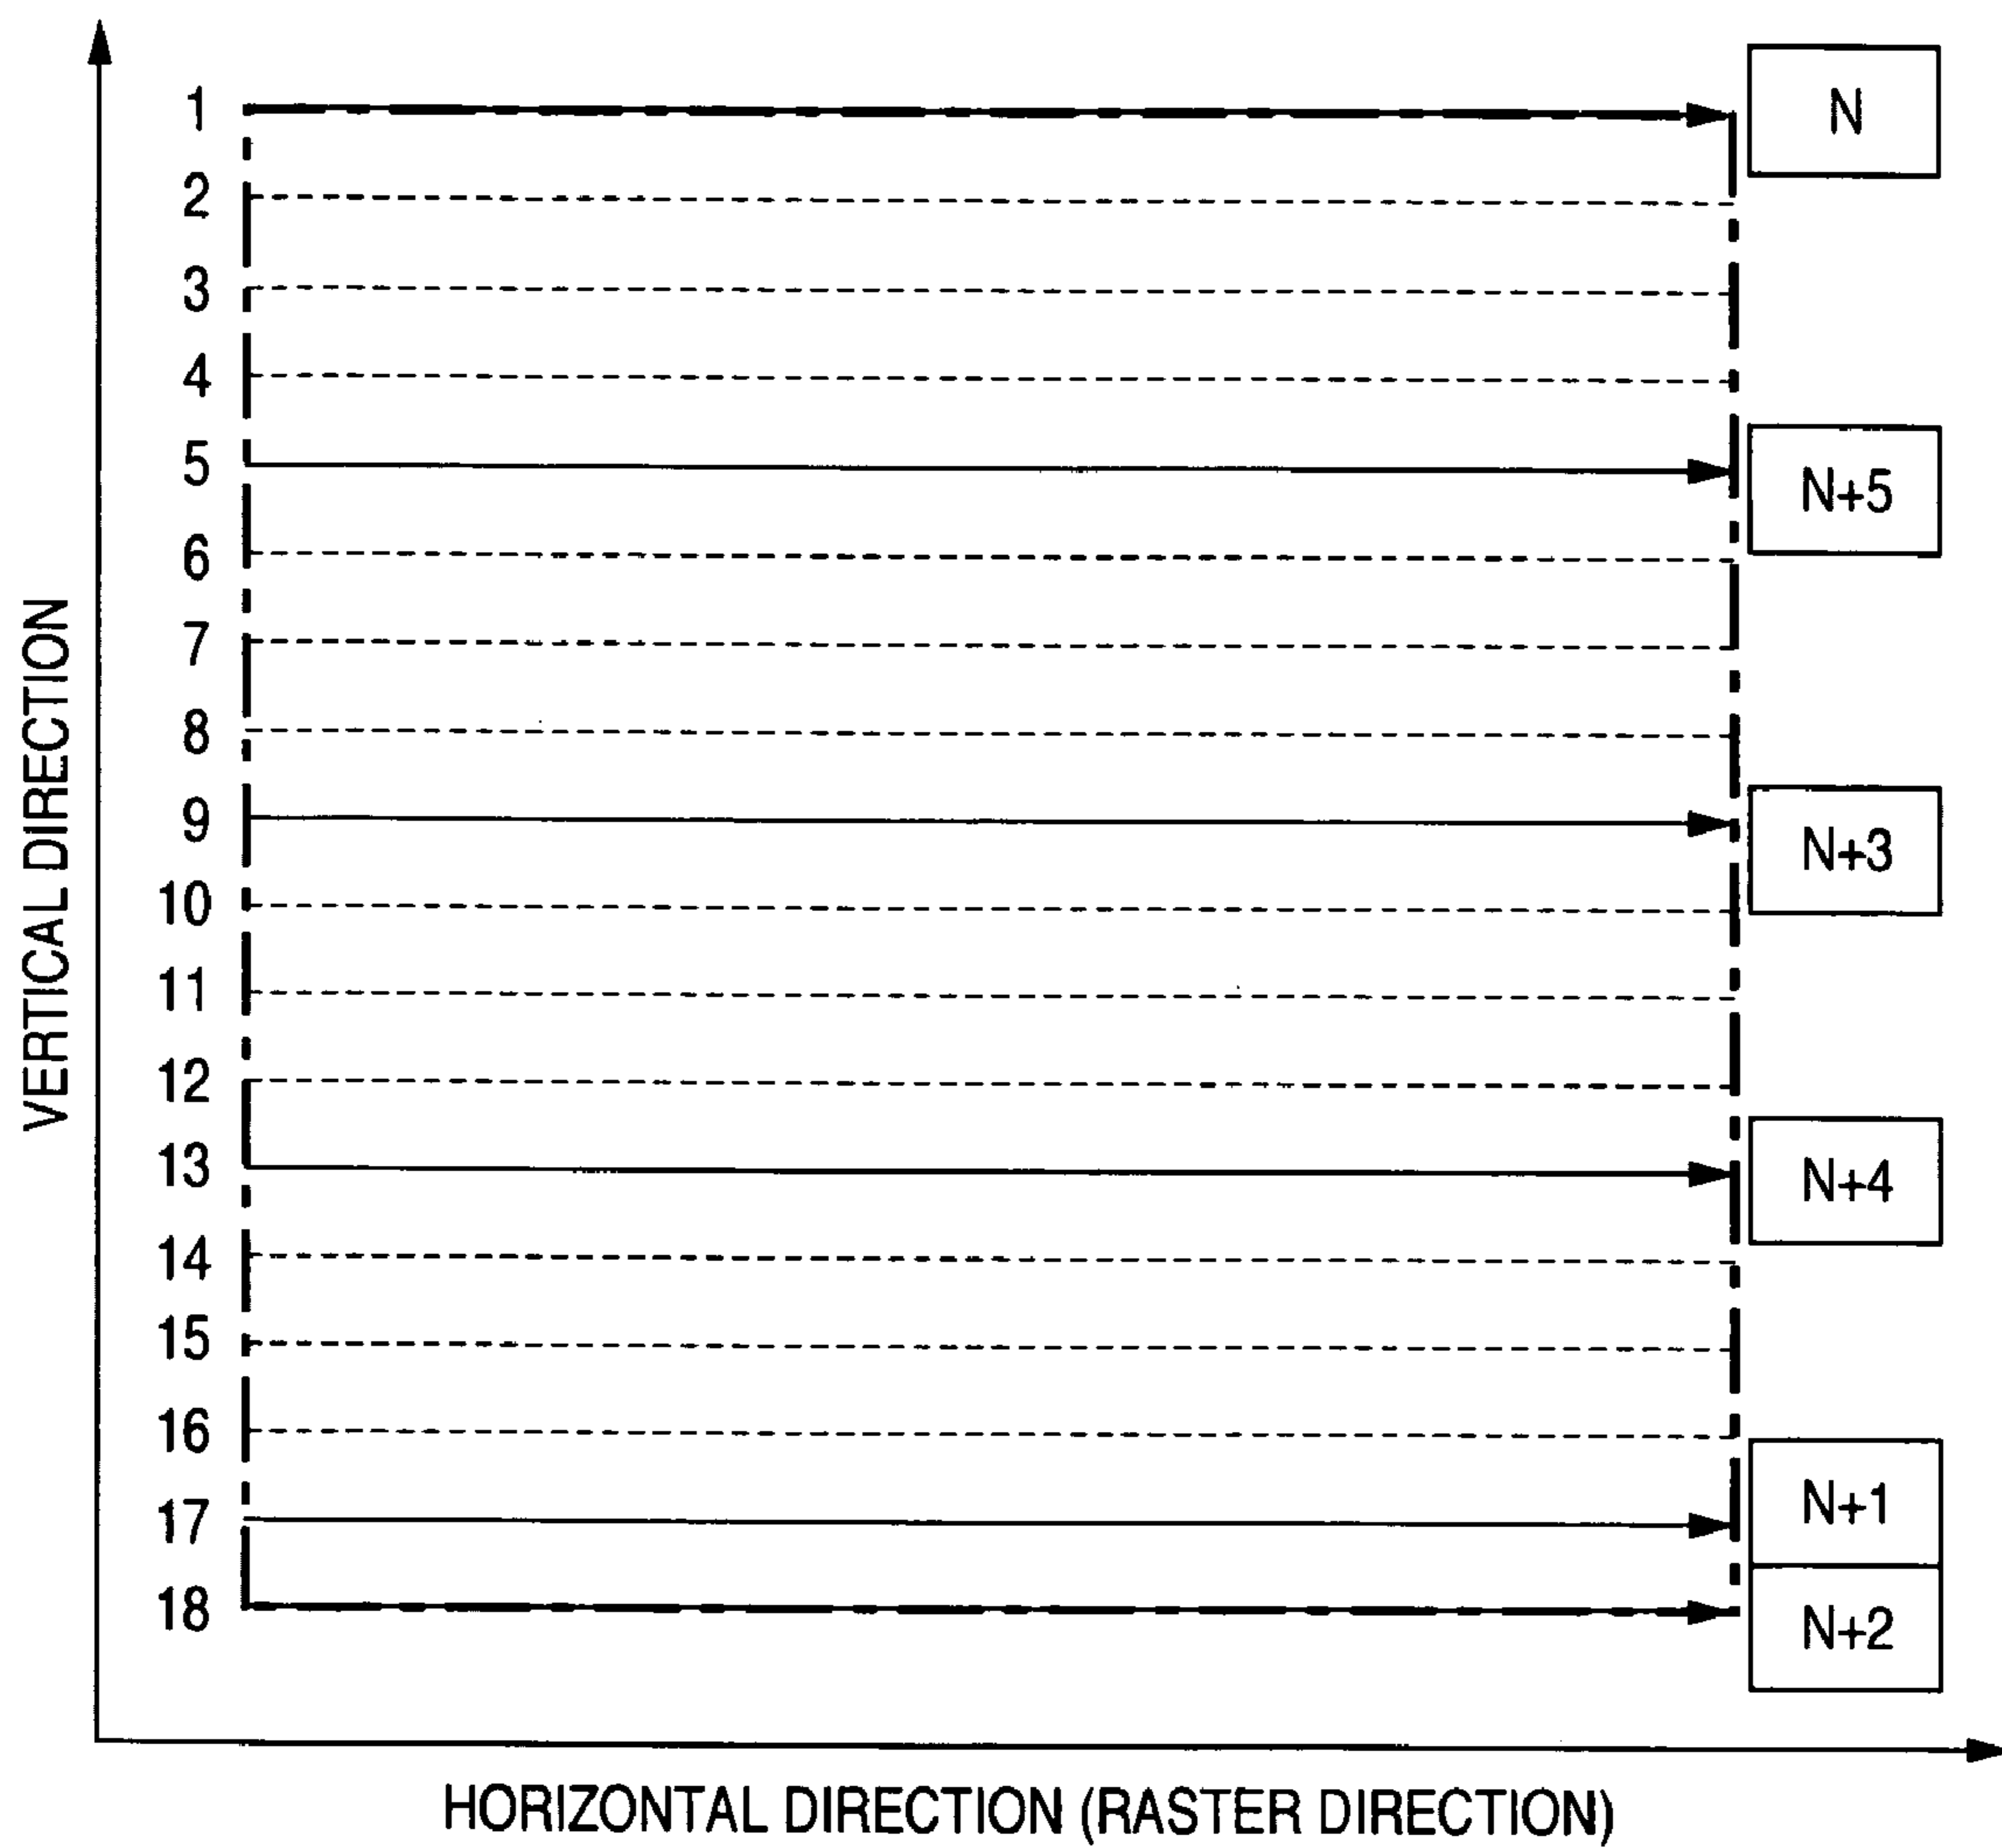 1
N
2
3
4
5
N+5
6
7
8
9
N+3
10
11
12
13
N+4
14
15
16
17
N+1
18
N+2
VERTICAL DIRECTION
HORIZONTAL DIRECTION (RASTER DIRECTION)